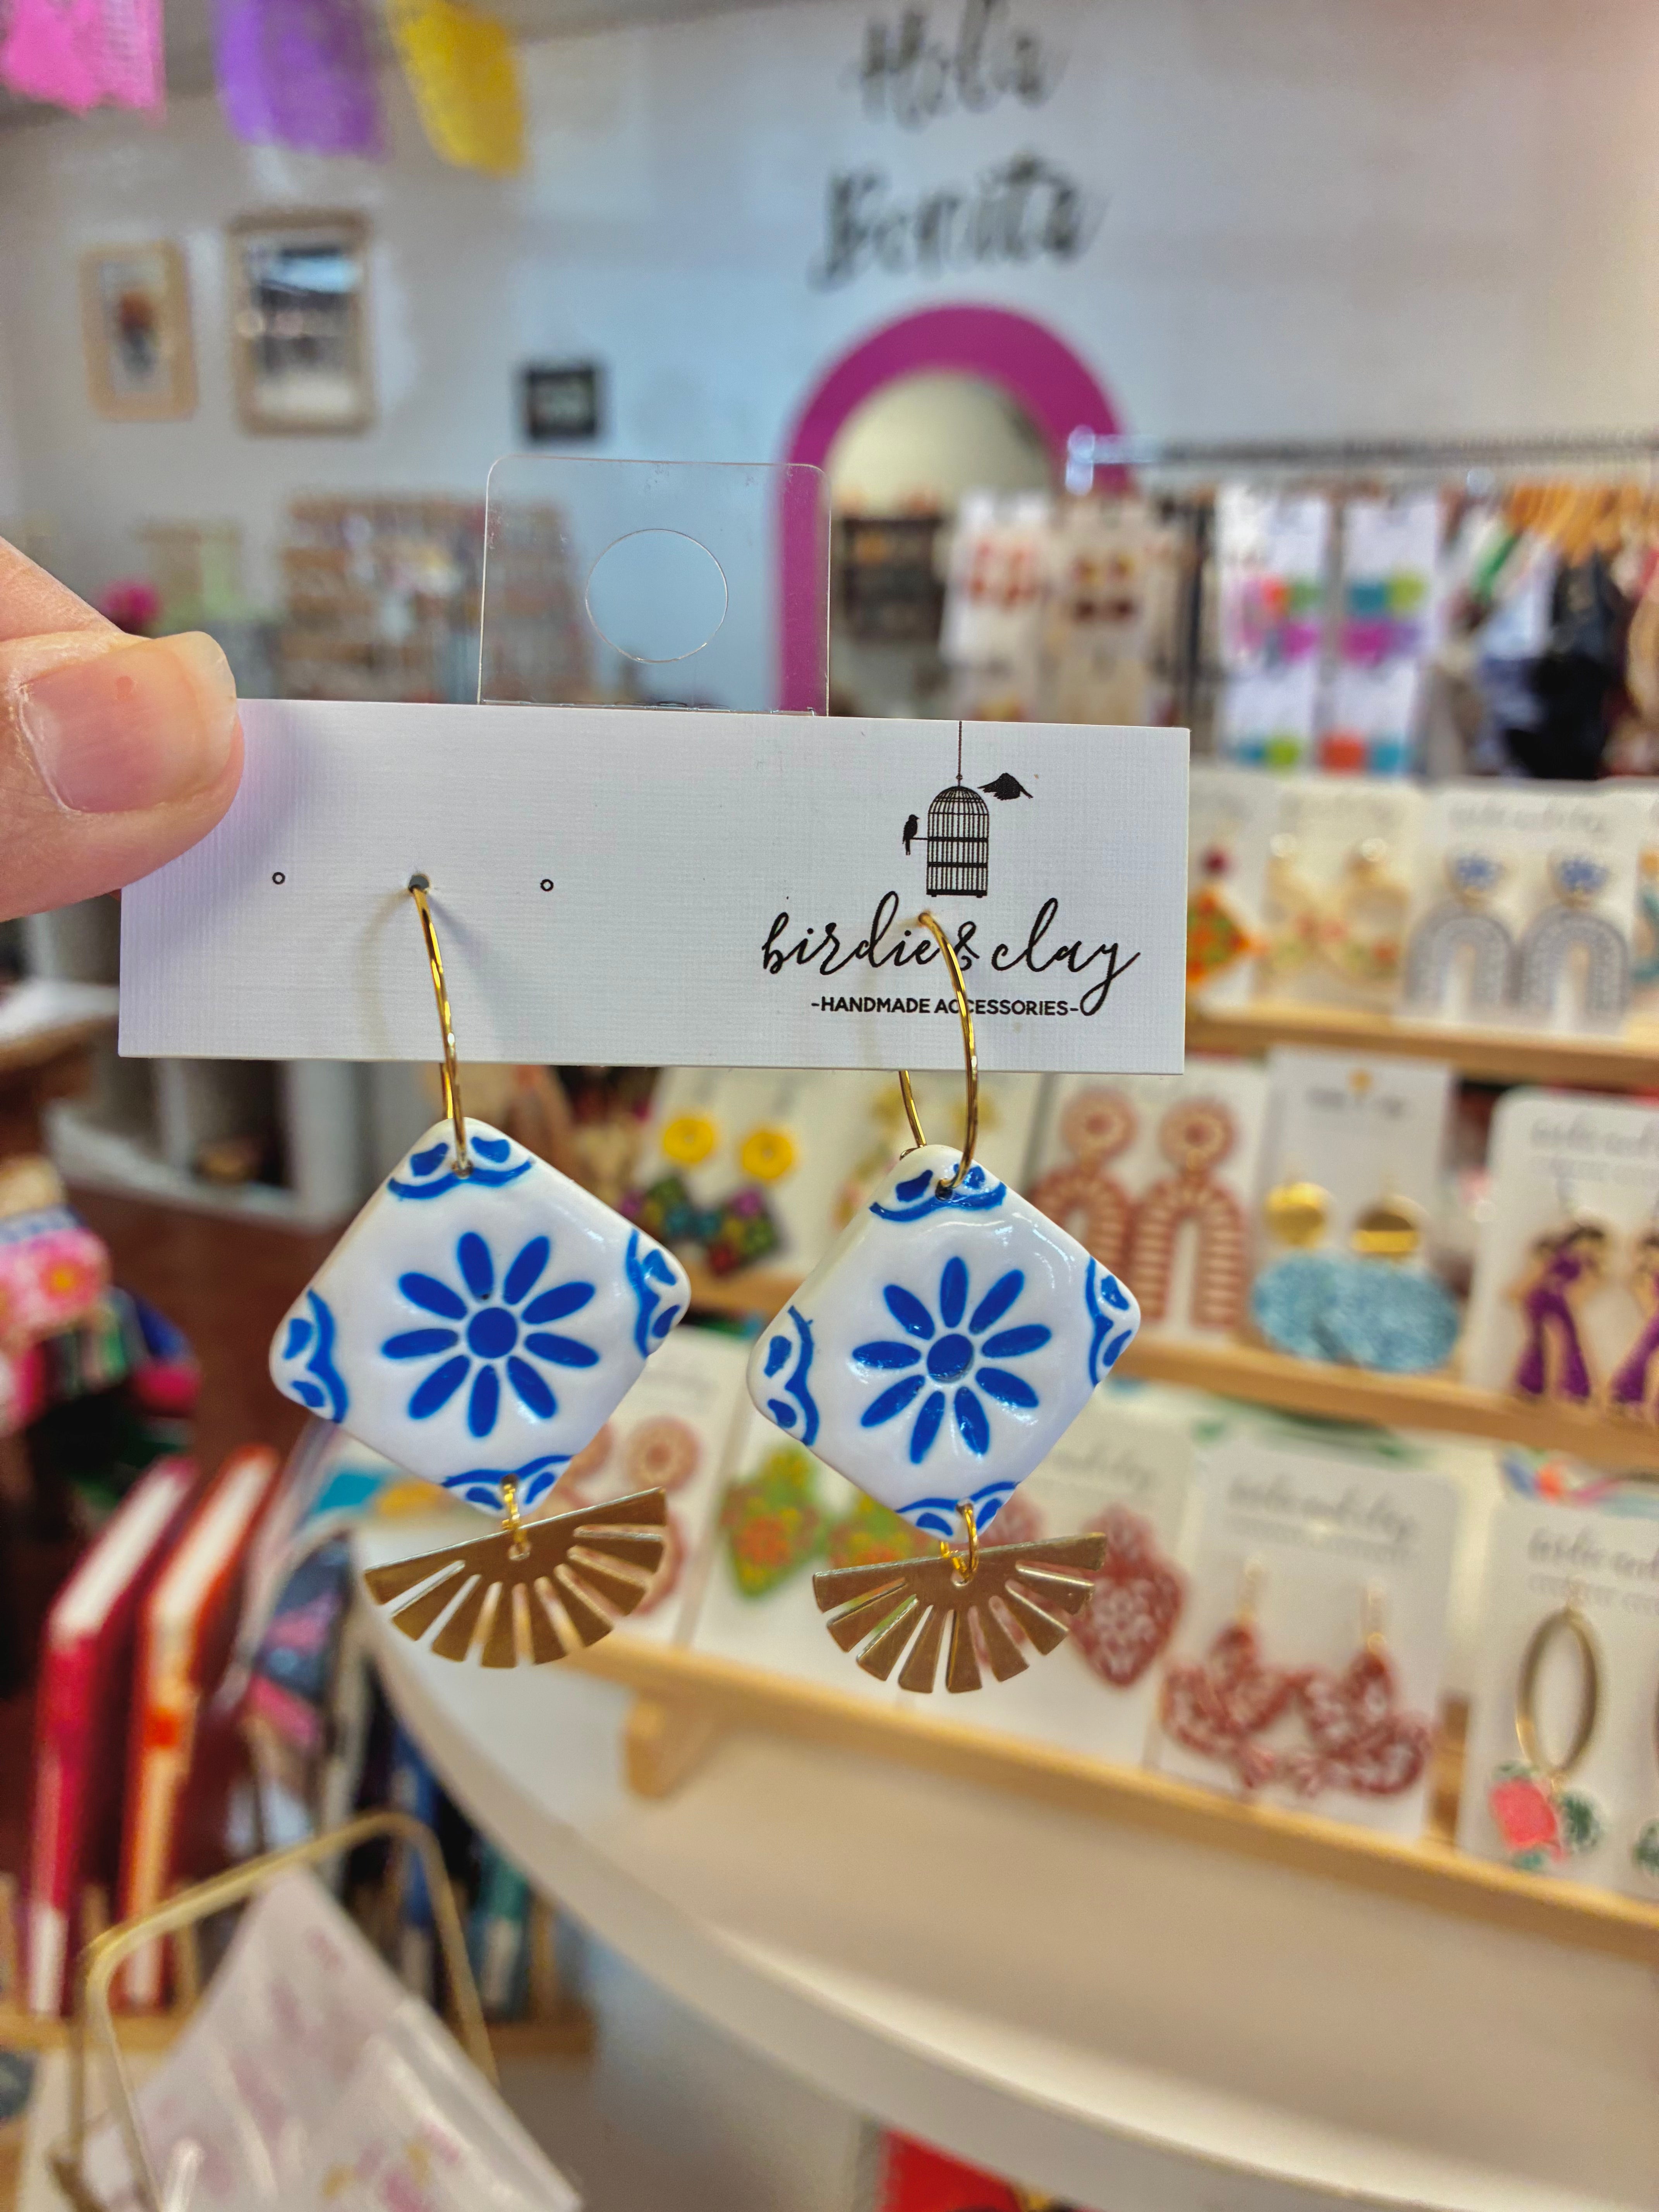 Hola
Bonita
birdie & clay
-HANDMADE ACCESSORIES-